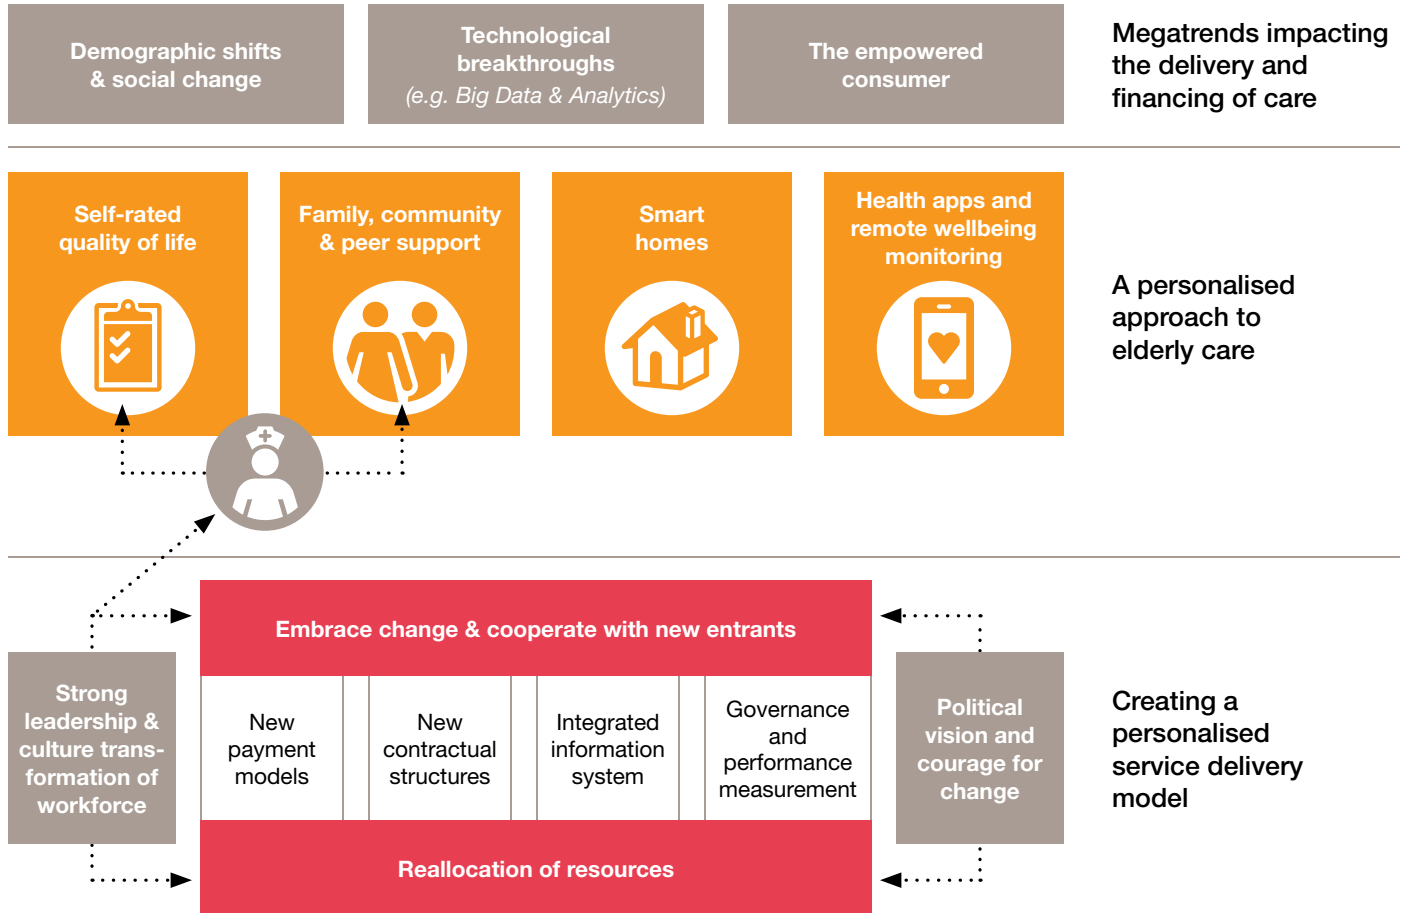 Demographic shifts
& social change
Technological
breakthroughs
(e.g. Big Data & Analytics)
The empowered
consumer
Megatrends impacting
the delivery and
financing of care
Self-rated
quality of life
Family, community
& peer support
Smart
homes
Health apps and
remote wellbeing
monitoring
A personalised
approach to
elderly care
Embrace change & cooperate with new entrants
Strong
leadership &
culture trans-
formation of
workforce
New
payment
models
New
contractual
structures
Integrated
information
system
Governance
and
performance
measurement
Political
vision and
courage for
change
Creating a
personalised
service delivery
model
Reallocation of resources